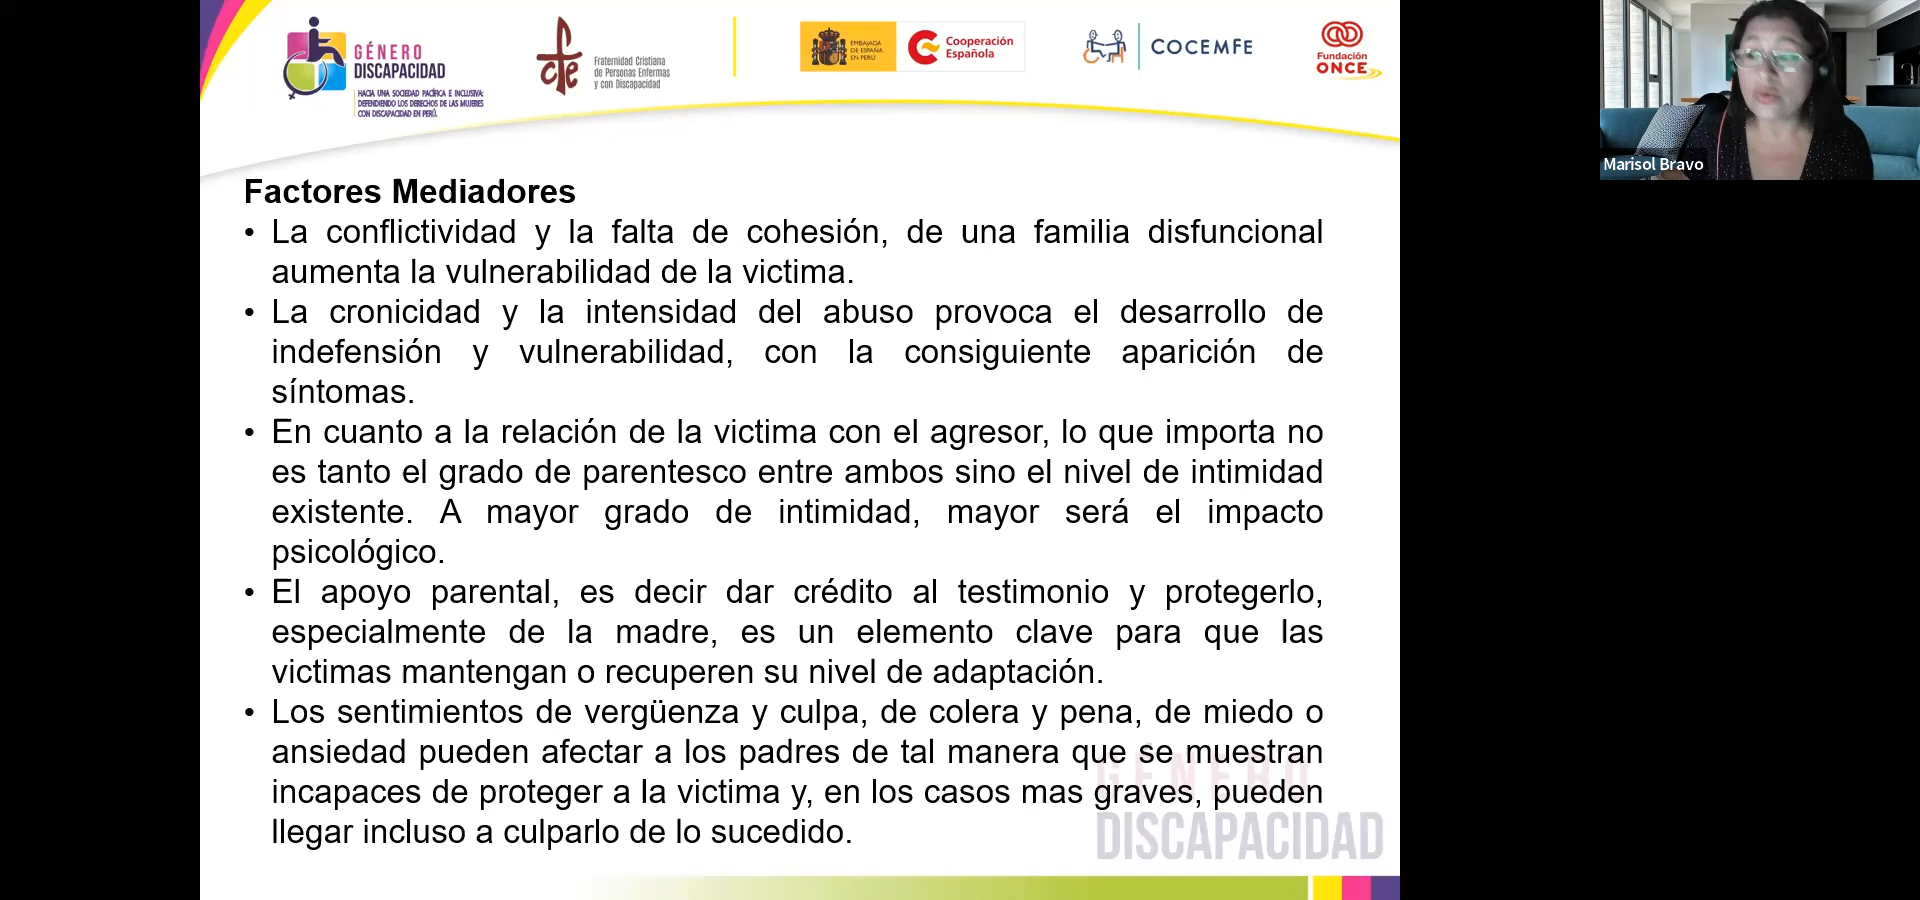 GÉNERO
DISCAPACIDAD
HACIA UNA SOCIEDAD PACÍFICA E INCLUSIVA:
DEFENDIENDO LOS DERECHOS DE LAS MUJERES
CON DISCAPACIDAD EN PERÚ.
cfe
Fraternidad Cristiana
de Personas Enfermas
y con Discapacidad
EMBAJADA
DE ESPAÑA
EN PERÚ
Cooperación
Española
COCEMFE
Fundación
ONCE
Marisol Bravo
Factores Mediadores
• La conflictividad y la falta de cohesión, de una familia disfuncional
aumenta la vulnerabilidad de la victima.
• La cronicidad y la intensidad del abuso provoca el desarrollo de
indefensión y vulnerabilidad, con la consiguiente aparición de
síntomas.
• En cuanto a la relación de la victima con el agresor, lo que importa no
es tanto el grado de parentesco entre ambos sino el nivel de intimidad
existente. A mayor grado de intimidad, mayor será el impacto
psicológico.
• El apoyo parental, es decir dar crédito al testimonio y protegerlo,
especialmente de la madre, es un elemento clave para que las
victimas mantengan o recuperen su nivel de adaptación.
• Los sentimientos de vergüenza y culpa, de colera y pena, de miedo o
ansiedad pueden afectar a los padres de tal manera que se muestran
incapaces de proteger a la victima y, en los casos mas graves, pueden
llegar incluso a culparlo de lo sucedido.
GÉNERO
DISCAPACIDAD